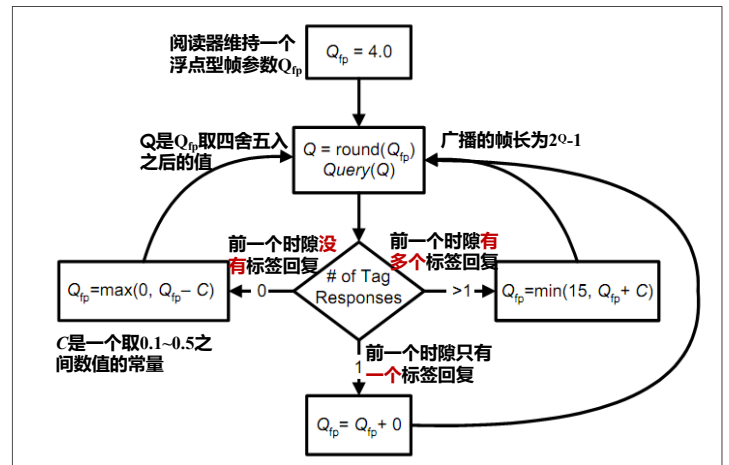 阅读器维持一个
浮点型帧参数Qfp
Qfp = 4.0
Q是Qfp取四舍五入
之后的值
Q = round(Qfp)
Query(Q)
广播的帧长为2Q-1
前一个时隙没
有标签回复
前一个时隙有
多个标签回复
# of Tag
Responses
Qfp=max(0, Qfp– C)
0
>1
Qfp=min(15, Qfp+ C)
C是一个取0.1~0.5之
间数值的常量
1
前一个时隙只有
一个标签回复
Qfp= Qfp+ 0